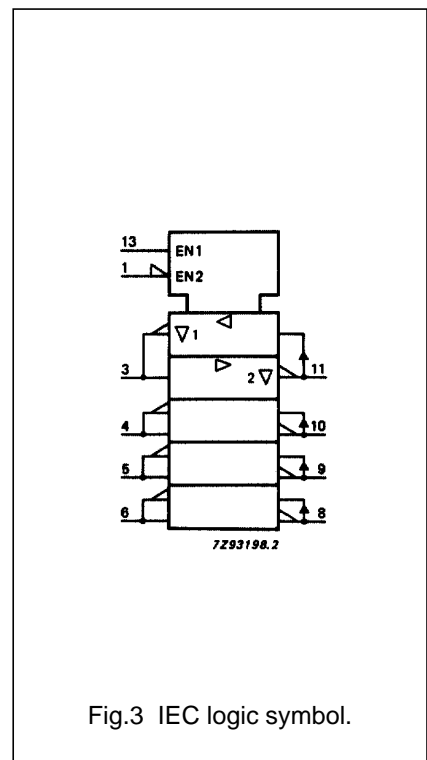 13 EN1
1 EN2
▽ 1 ◁
3 ▷ 2 ▽ 11
4 10
5 9
6 8
7Z93198.2
Fig.3 IEC logic symbol.